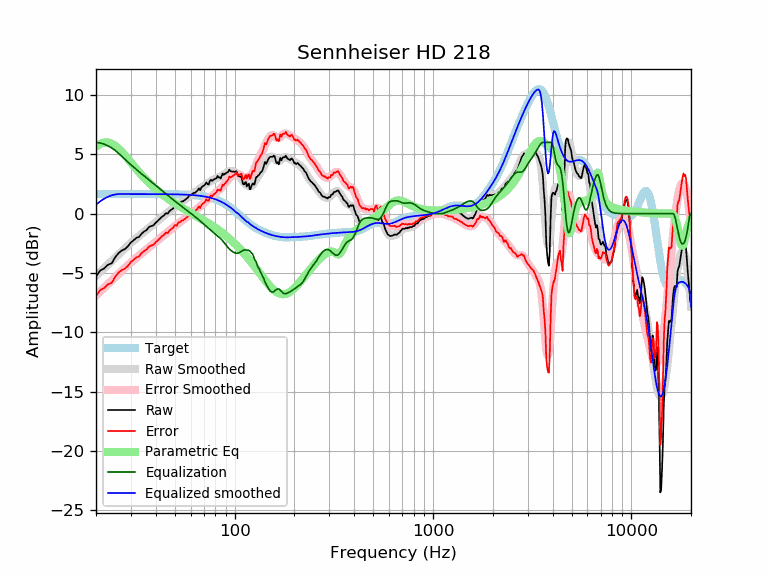 Sennheiser HD 218
Amplitude (dBr)
10
5
0
−5
−10
−15
−20
−25
Target
Raw Smoothed
Error Smoothed
Raw
Error
Parametric Eq
Equalization
Equalized smoothed
100 1000 10000
Frequency (Hz)